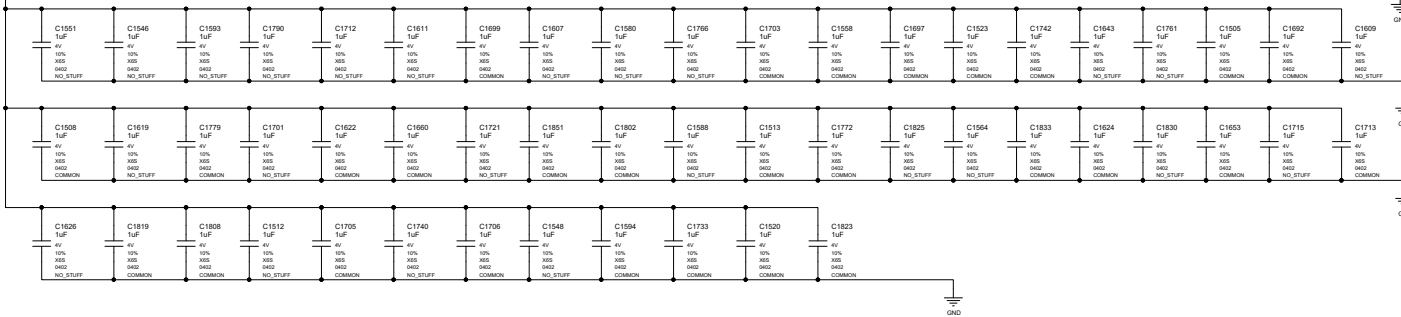 C1551 C1546 C1593 C1790 C1712 C1611 C1699 C1607 C1580 C1766 C1703 C1558 C1697 C1523 C1742 C1643 C1761 C1505 C1692 C1609
1uF 1uF 1uF 1uF 1uF 1uF 1uF 1uF 1uF 1uF 1uF 1uF 1uF 1uF 1uF 1uF 1uF 1uF 1uF 1uF
4V 4V 4V 4V 4V 4V 4V 4V 4V 4V 4V 4V 4V 4V 4V 4V 4V 4V 4V 4V
10% 10% 10% 10% 10% 10% 10% 10% 10% 10% 10% 10% 10% 10% 10% 10% 10% 10% 10% 10%
X6S X6S X6S X6S X6S X6S X6S X6S X6S X6S X6S X6S X6S X6S X6S X6S X6S X6S X6S X6S
0402 0402 0402 0402 0402 0402 0402 0402 0402 0402 0402 0402 0402 0402 0402 0402 0402 0402 0402 0402
NO_STUFF NO_STUFF NO_STUFF NO_STUFF NO_STUFF NO_STUFF COMMON NO_STUFF NO_STUFF NO_STUFF COMMON COMMON COMMON COMMON COMMON NO_STUFF NO_STUFF COMMON COMMON NO_STUFF
C1508 C1619 C1779 C1701 C1622 C1660 C1721 C1851 C1802 C1588 C1513 C1772 C1825 C1564 C1833 C1624 C1830 C1653 C1715 C1713
1uF 1uF 1uF 1uF 1uF 1uF 1uF 1uF 1uF 1uF 1uF 1uF 1uF 1uF 1uF 1uF 1uF 1uF 1uF 1uF
4V 4V 4V 4V 4V 4V 4V 4V 4V 4V 4V 4V 4V 4V 4V 4V 4V 4V 4V 4V
10% 10% 10% 10% 10% 10% 10% 10% 10% 10% 10% 10% 10% 10% 10% 10% 10% 10% 10% 10%
X6S X6S X6S X6S X6S X6S X6S X6S X6S X6S X6S X6S X6S X6S X6S X6S X6S X6S X6S X6S
0402 0402 0402 0402 0402 0402 0402 0402 0402 0402 0402 0402 0402 0402 0402 0402 0402 0402 0402 0402
COMMON NO_STUFF COMMON NO_STUFF COMMON COMMON NO_STUFF COMMON COMMON COMMON COMMON COMMON NO_STUFF NO_STUFF COMMON COMMON NO_STUFF COMMON NO_STUFF COMMON
C1626 C1819 C1808 C1512 C1705 C1740 C1706 C1548 C1594 C1733 C1520 C1823
1uF 1uF 1uF 1uF 1uF 1uF 1uF 1uF 1uF 1uF 1uF 1uF
4V 4V 4V 4V 4V 4V 4V 4V 4V 4V 4V 4V
10% 10% 10% 10% 10% 10% 10% 10% 10% 10% 10% 10%
X6S X6S X6S X6S X6S X6S X6S X6S X6S X6S X6S X6S
0402 0402 0402 0402 0402 0402 0402 0402 0402 0402 0402 0402
NO_STUFF COMMON COMMON NO_STUFF COMMON COMMON COMMON NO_STUFF COMMON COMMON COMMON COMMON
GND